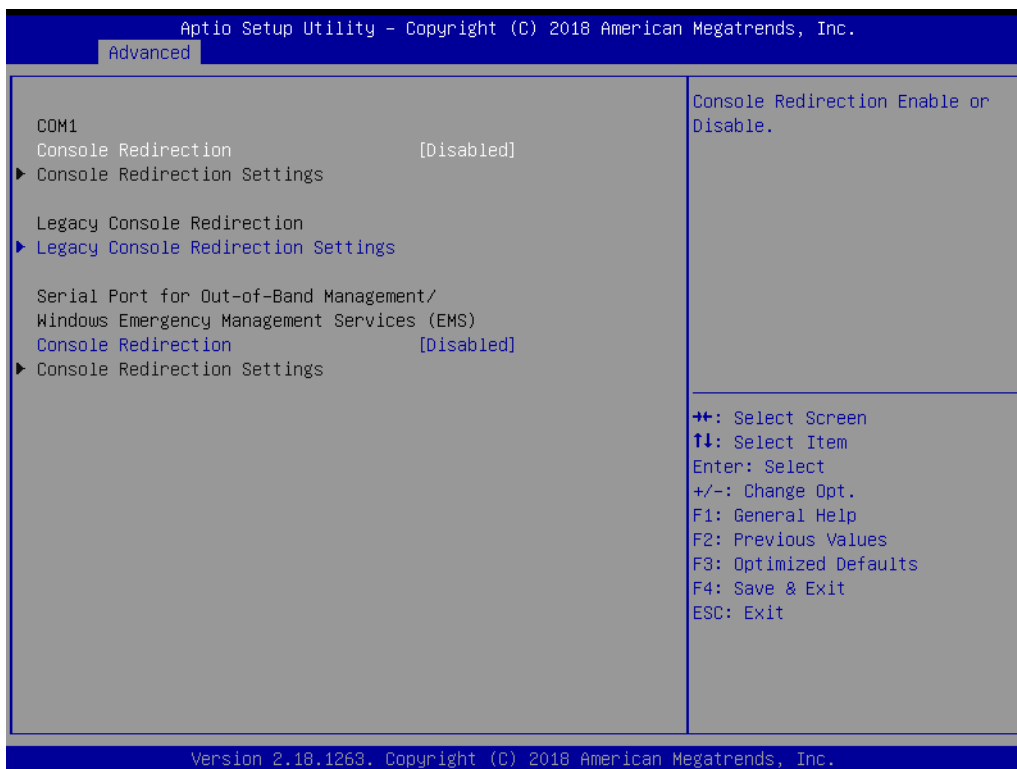 Aptio Setup Utility – Copyright (C) 2018 American Megatrends, Inc.
Advanced
COM1
Console Redirection [Disabled]
▶ Console Redirection Settings
Legacy Console Redirection
▶ Legacy Console Redirection Settings
Serial Port for Out-of-Band Management/
Windows Emergency Management Services (EMS)
Console Redirection [Disabled]
▶ Console Redirection Settings
Console Redirection Enable or
Disable.
→←: Select Screen
↑↓: Select Item
Enter: Select
+/-: Change Opt.
F1: General Help
F2: Previous Values
F3: Optimized Defaults
F4: Save & Exit
ESC: Exit
Version 2.18.1263. Copyright (C) 2018 American Megatrends, Inc.